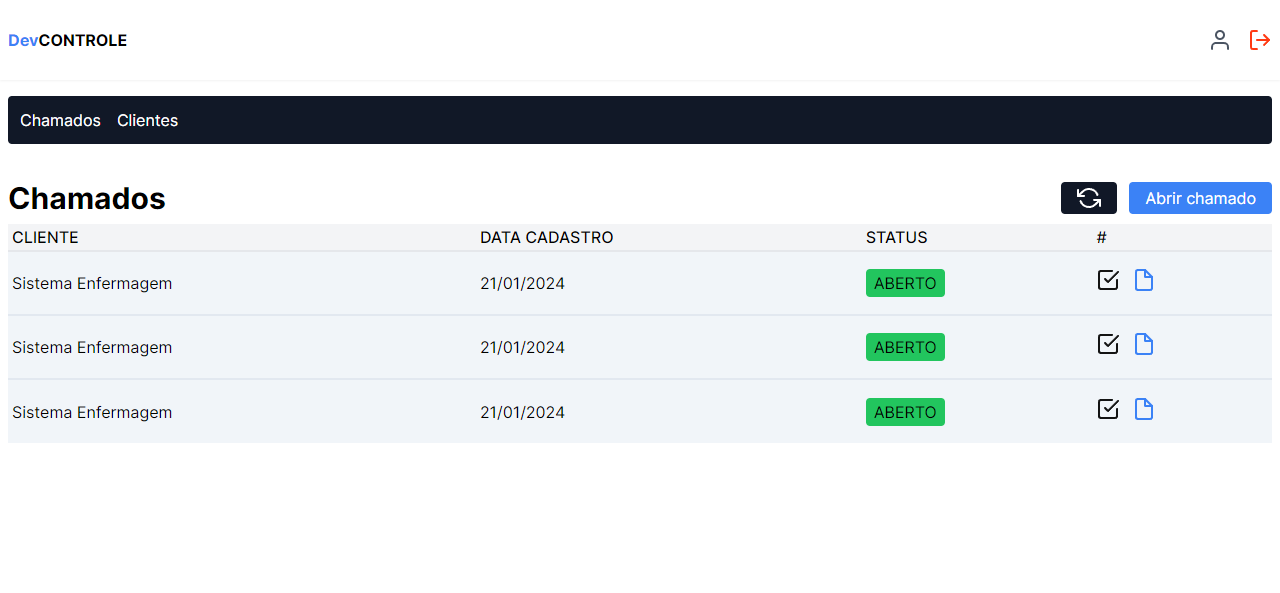 DevCONTROLE
Chamados Clientes
Chamados Abrir chamado
CLIENTE DATA CADASTRO STATUS #
Sistema Enfermagem 21/01/2024 ABERTO
Sistema Enfermagem 21/01/2024 ABERTO
Sistema Enfermagem 21/01/2024 ABERTO